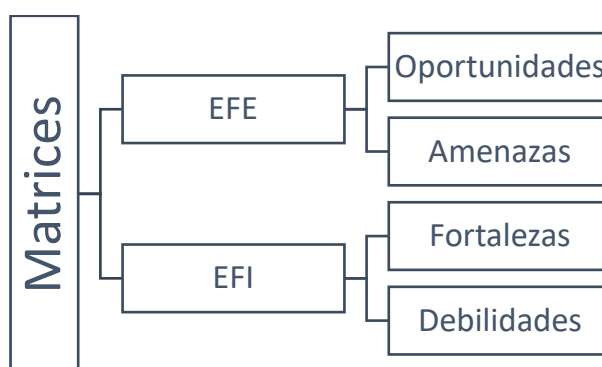 Matrices
EFE
Oportunidades
Amenazas
EFI
Fortalezas
Debilidades